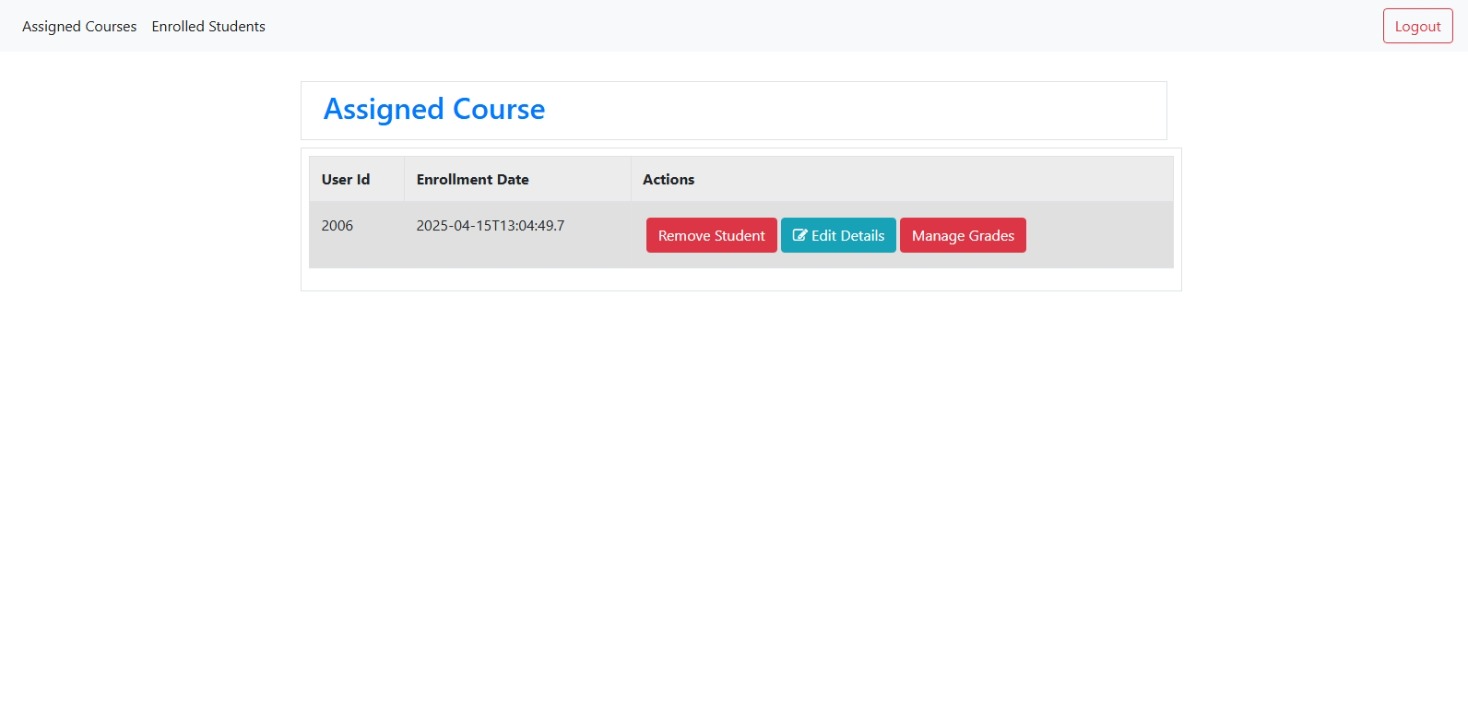 Assigned Courses Enrolled Students Logout
Assigned Course
User Id Enrollment Date Actions
2006 2025-04-15T13:04:49.7 Remove Student Edit Details Manage Grades